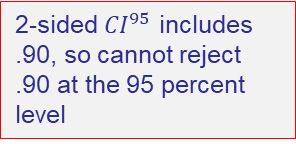 2-sided CI⁹⁵ includes
.90, so cannot reject
.90 at the 95 percent
level